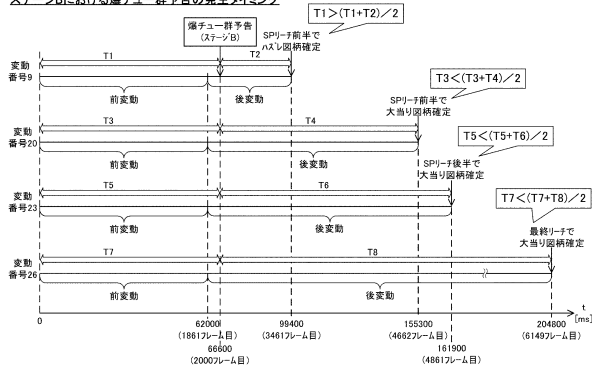 ステージBにおける爆チュー群予告の発生タイミング
爆チュー群予告
(ステージB)
T1>(T1+T2)/2
SPリーチ前半で
ハズレ図柄確定
変動
番号9
T1
T2
前変動
後変動
T3<(T3+T4)/2
SPリーチ前半で
大当り図柄確定
変動
番号20
T3
T4
前変動
後変動
T5<(T5+T6)/2
SPリーチ後半で
大当り図柄確定
変動
番号23
T5
T6
前変動
後変動
T7<(T7+T8)/2
最終リーチで
大当り図柄確定
変動
番号26
T7
T8
前変動
後変動
t
[ms]
0
62000
(1861フレーム目)
66600
(2000フレーム目)
99400
(3461フレーム目)
155300
(4662フレーム目)
161900
(4861フレーム目)
204800
(6149フレーム目)